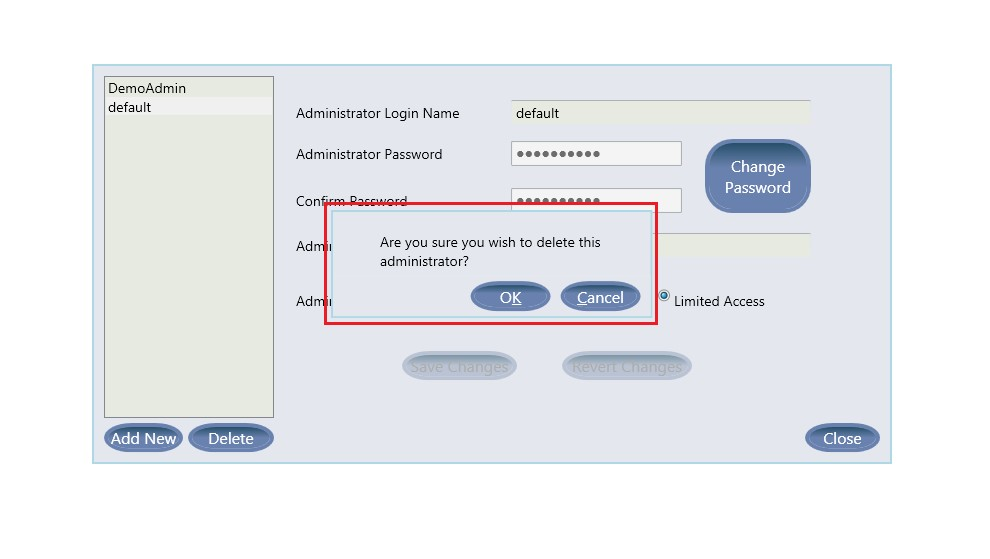 DemoAdmin
default
Administrator Login Name
default
Administrator Password
●●●●●●●●●●
Change
Password
Confirm Password
●●●●●●●●●●
Are you sure you wish to delete this
administrator?
OK
Cancel
Limited Access
Save Changes
Revert Changes
Add New
Delete
Close